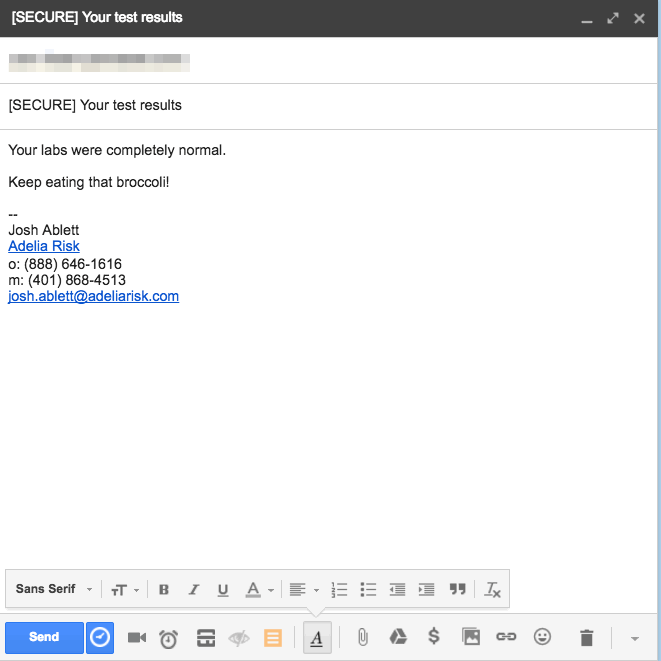 [SECURE] Your test results
[SECURE] Your test results
Your labs were completely normal.
Keep eating that broccoli!
--
Josh Ablett
Adelia Risk
o: (888) 646-1616
m: (401) 868-4513
josh.ablett@adeliarisk.com
Sans Serif
Send